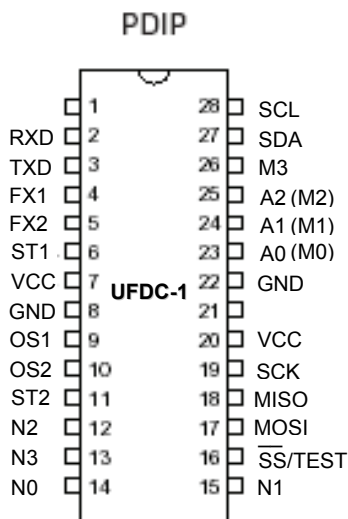 PDIP
1 28 SCL
RXD 2 27 SDA
TXD 3 26 M3
FX1 4 25 A2 (M2)
FX2 5 24 A1 (M1)
ST1 6 23 A0 (M0)
VCC 7 UFDC-1 22 GND
GND 8 21
OS1 9 20 VCC
OS2 10 19 SCK
ST2 11 18 MISO
N2 12 17 MOSI
N3 13 16 S̅S̅/TEST
N0 14 15 N1